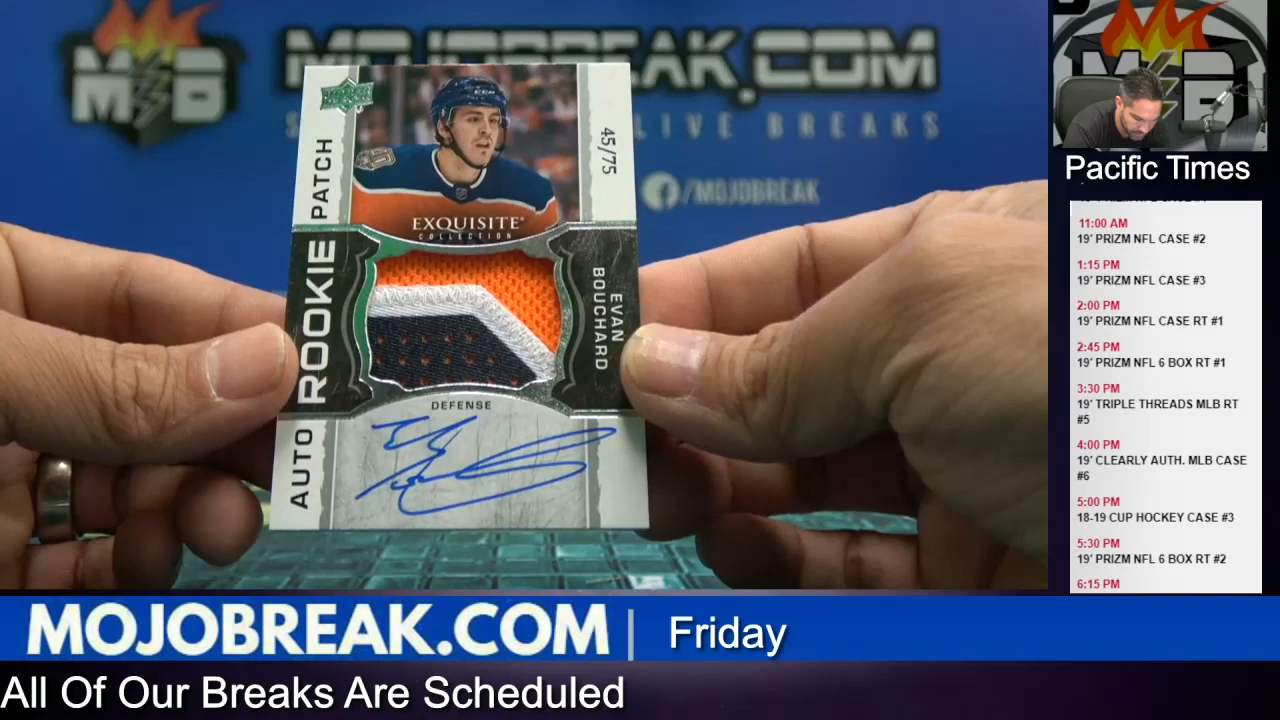 MOJOBREAK.COM
LIVE BREAKS
/MOJOBREAK
MB
AUTO ROOKIE PATCH
45/75
EXQUISITE
COLLECTION
EVAN
BOUCHARD
DEFENSE
Pacific Times
11:00 AM
19' PRIZM NFL CASE #2
1:15 PM
19' PRIZM NFL CASE #3
2:00 PM
19' PRIZM NFL CASE RT #1
2:45 PM
19' PRIZM NFL 6 BOX RT #1
3:30 PM
19' TRIPLE THREADS MLB RT
#5
4:00 PM
19' CLEARLY AUTH. MLB CASE
#6
5:00 PM
18-19 CUP HOCKEY CASE #3
5:30 PM
19' PRIZM NFL 6 BOX RT #2
6:15 PM
MOJOBREAK.COM | Friday
All Of Our Breaks Are Scheduled